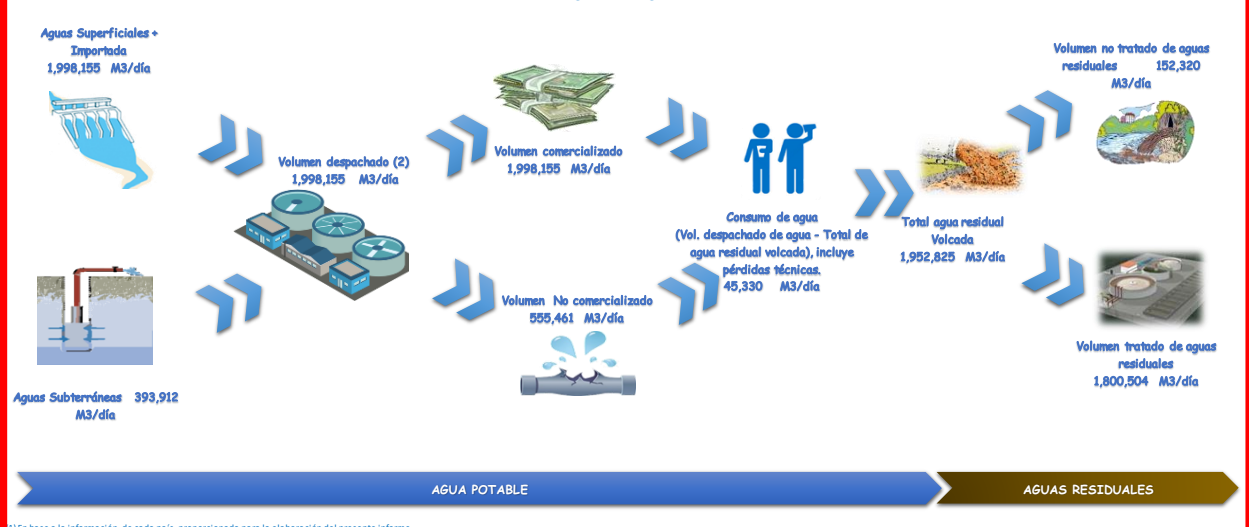 Aguas Superficiales +
Importada
1,998,155 M3/día
Aguas Subterráneas 393,912
M3/día
Volumen despachado (2)
1,998,155 M3/día
Volumen comercializado
1,998,155 M3/día
Volumen No comercializado
555,461 M3/día
Consumo de agua
(Vol. despachado de agua - Total de
agua residual volcada), incluye
pérdidas técnicas.
45,330 M3/día
Total agua residual
Volcada
1,952,825 M3/día
Volumen no tratado de aguas
residuales 152,320
M3/día
Volumen tratado de aguas
residuales
1,800,504 M3/día
AGUA POTABLE
AGUAS RESIDUALES